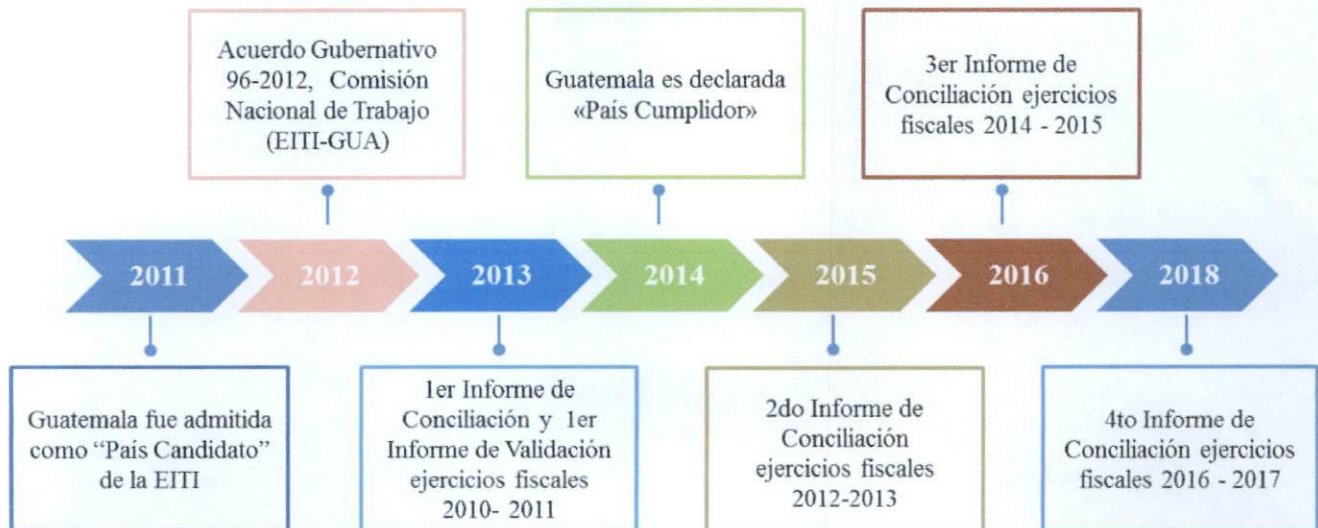 Acuerdo Gubernativo
96-2012, Comisión
Nacional de Trabajo
(EITI-GUA)
Guatemala es declarada
«País Cumplidor»
3er Informe de
Conciliación ejercicios
fiscales 2014 - 2015
2011
2012
2013
2014
2015
2016
2018
Guatemala fue admitida
como “País Candidato”
de la EITI
1er Informe de
Conciliación y 1er
Informe de Validación
ejercicios fiscales
2010- 2011
2do Informe de
Conciliación
ejercicios fiscales
2012-2013
4to Informe de
Conciliación ejercicios
fiscales 2016 - 2017